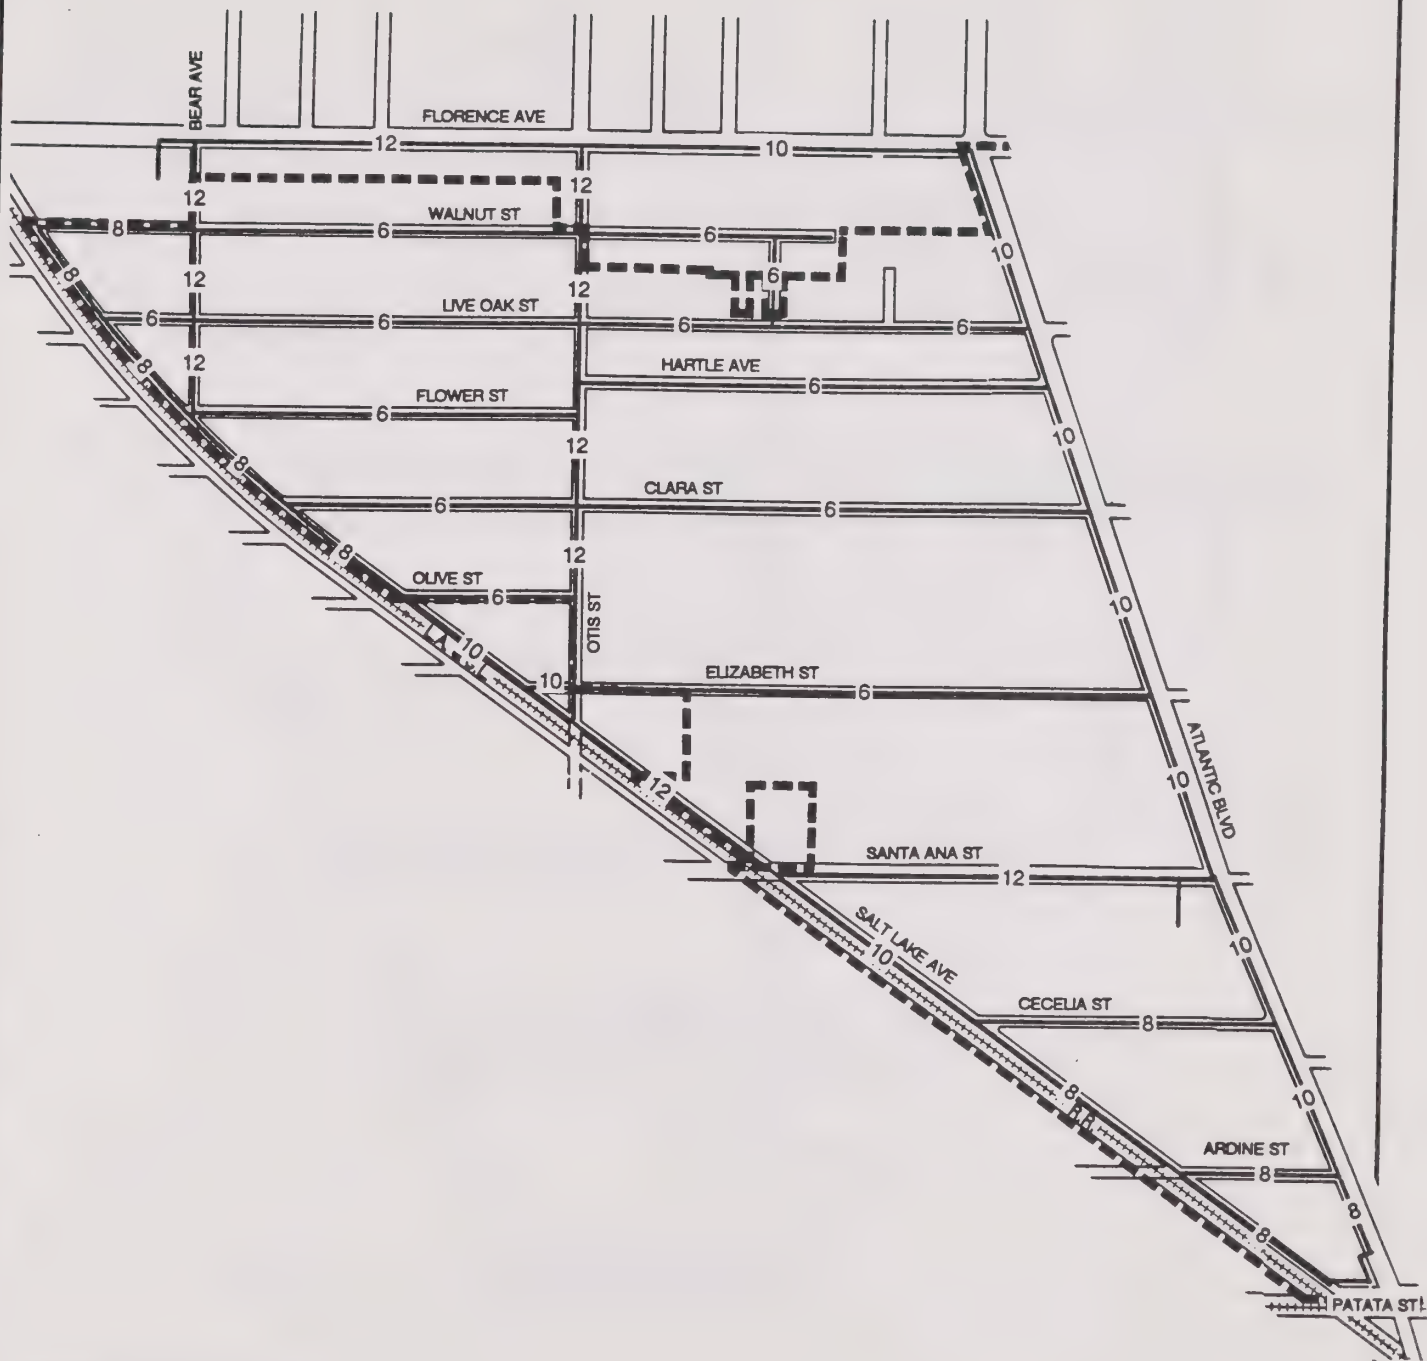 BEAR AVE
FLORENCE AVE
12
10
12
12
WALNUT ST
8
6
6
10
8
12
12
6
LIVE OAK ST
6
6
6
6
8
12
HARTLE AVE
6
FLOWER ST
6
12
10
8
CLARA ST
6
6
8
12
OLIVE ST
6
OTIS ST
10
10
10
ELIZABETH ST
6
12
10
ATLANTIC BLVD
SANTA ANA ST
12
SALT LAKE AVE
10
10
CECELIA ST
8
8
R.R.
10
ARDINE ST
8
8
8
PATATA ST